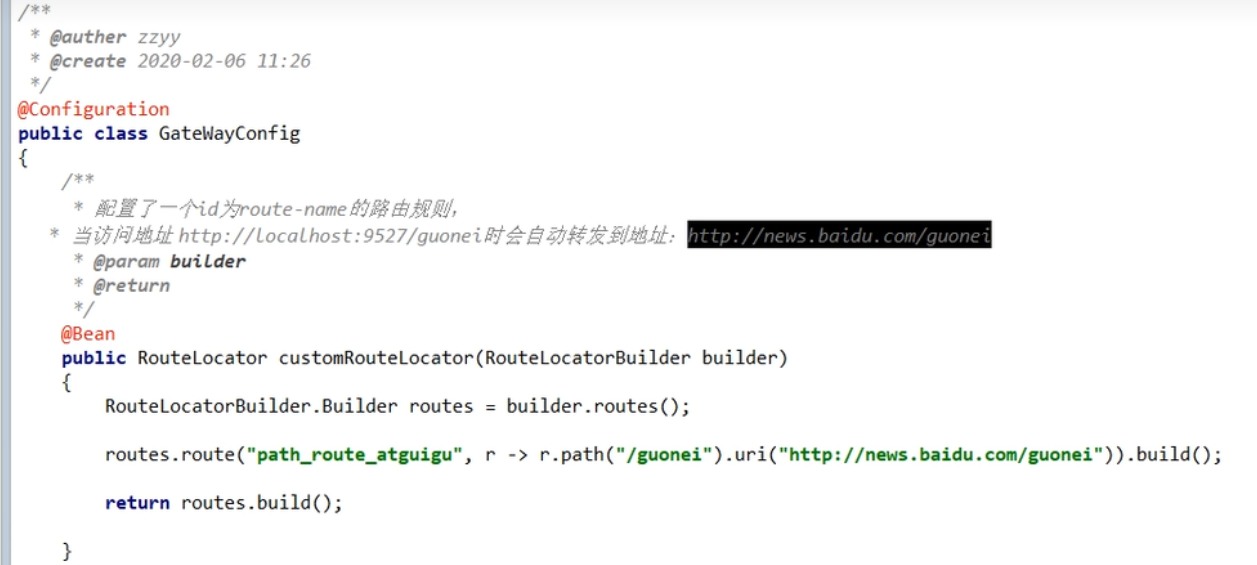 /**
 * @auther zzyy
 * @create 2020-02-06 11:26
 */
@Configuration
public class GateWayConfig
{
    /**
     * 配置了一个id为route-name的路由规则，
   * 当访问地址 http://localhost:9527/guonei时会自动转发到地址：http://news.baidu.com/guonei
     * @param builder
     * @return
     */
    @Bean
    public RouteLocator customRouteLocator(RouteLocatorBuilder builder)
    {
        RouteLocatorBuilder.Builder routes = builder.routes();
        routes.route("path_route_atguigu", r -> r.path("/guonei").uri("http://news.baidu.com/guonei")).build();
        return routes.build();
    }